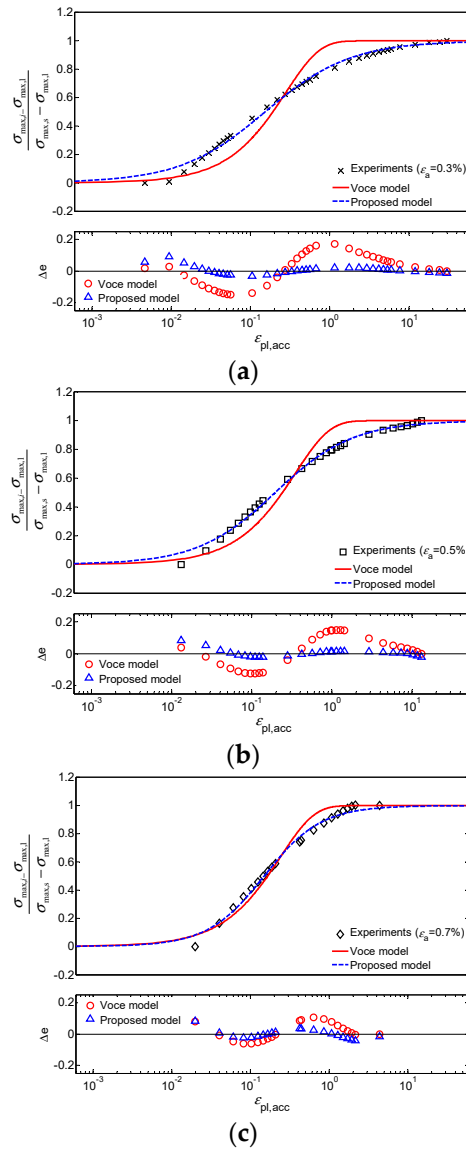 1.2
1
0.8
0.6
0.4
0.2
0
-0.2
σmax,i − σmax,1
σmax,s − σmax,1
× Experiments (εa=0.3%)
Voce model
Proposed model
0.2
0
-0.2
Δe
Voce model
Proposed model
10⁻³ 10⁻² 10⁻¹ 10⁰ 10¹
εpl,acc
(a)
1.2
1
0.8
0.6
0.4
0.2
0
-0.2
σmax,i − σmax,1
σmax,s − σmax,1
Experiments (εa=0.5%
Voce model
Proposed model
0.2
0
-0.2
Δe
Voce model
Proposed model
10⁻³ 10⁻² 10⁻¹ 10⁰ 10¹
εpl,acc
(b)
1.2
1
0.8
0.6
0.4
0.2
0
-0.2
σmax,i − σmax,1
σmax,s − σmax,1
Experiments (εa=0.7%)
Voce model
Proposed model
0.2
0
-0.2
Δe
Voce model
Proposed model
10⁻³ 10⁻² 10⁻¹ 10⁰ 10¹
εpl,acc
(c)